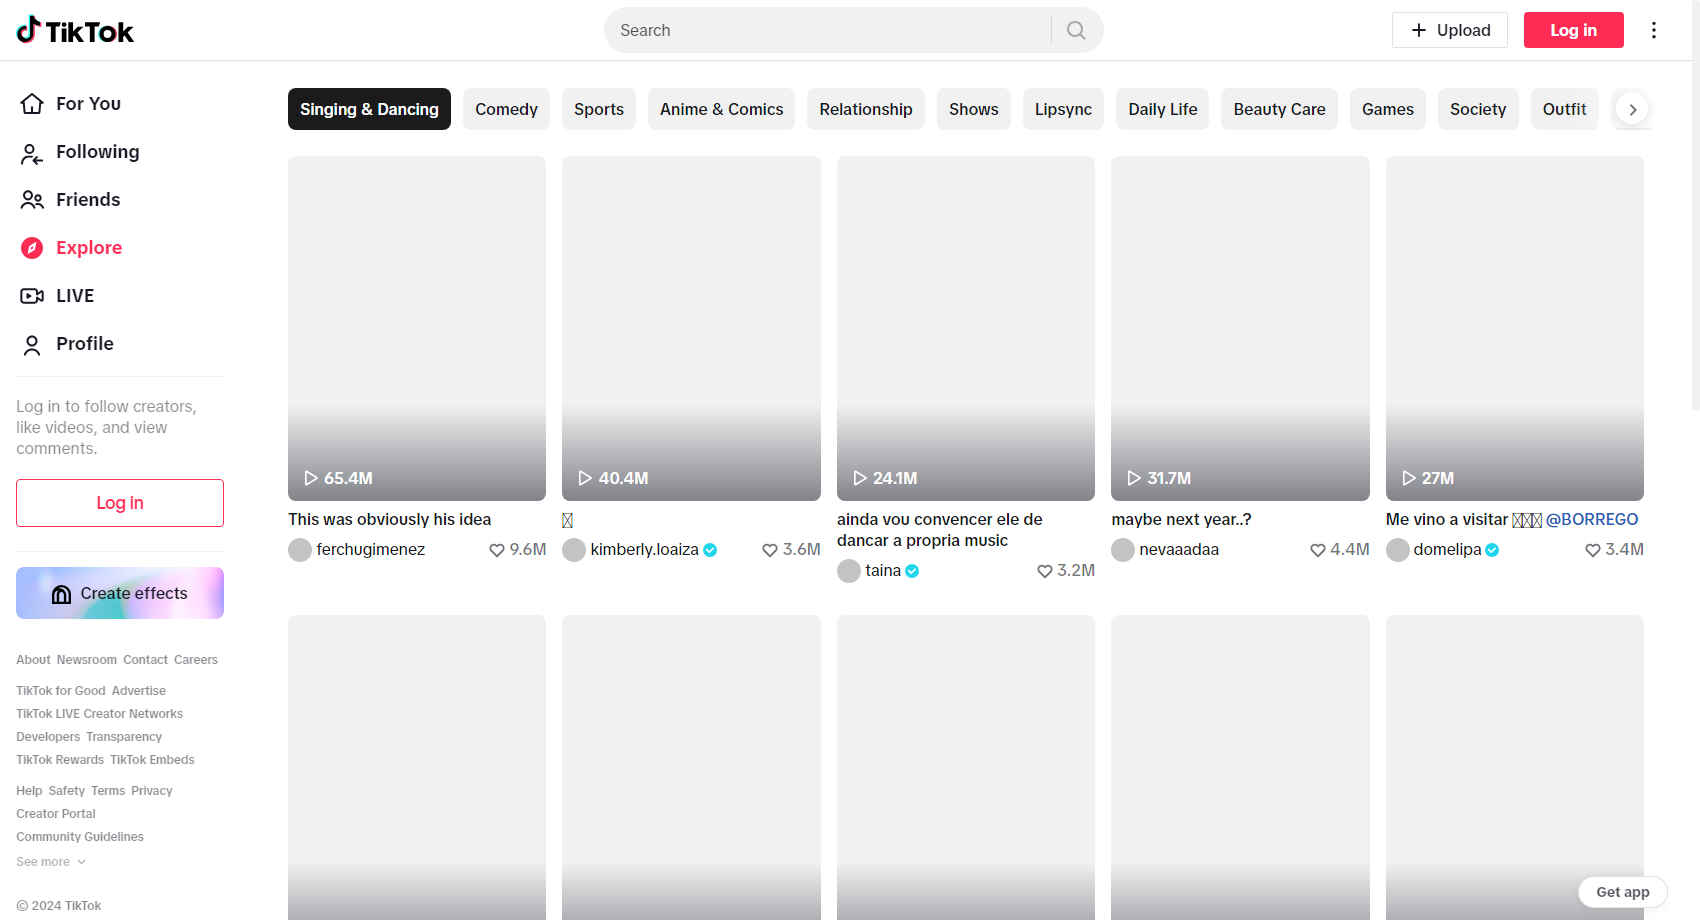 TikTok
Search
Upload
Log in
For You
Following
Friends
Explore
LIVE
Profile
Log in to follow creators,
like videos, and view
comments.
Log in
Create effects
About Newsroom Contact Careers
TikTok for Good Advertise
TikTok LIVE Creator Networks
Developers Transparency
TikTok Rewards TikTok Embeds
Help Safety Terms Privacy
Creator Portal
Community Guidelines
See more
© 2024 TikTok
Singing & Dancing Comedy Sports Anime & Comics Relationship Shows Lipsync Daily Life Beauty Care Games Society Outfit
65.4M
This was obviously his idea
ferchugimenez 9.6M
40.4M
kimberly.loaiza 3.6M
24.1M
ainda vou convencer ele de
dancar a propria music
taina 3.2M
31.7M
maybe next year..?
nevaaadaa 4.4M
27M
Me vino a visitar @BORREGO
domelipa 3.4M
Get app